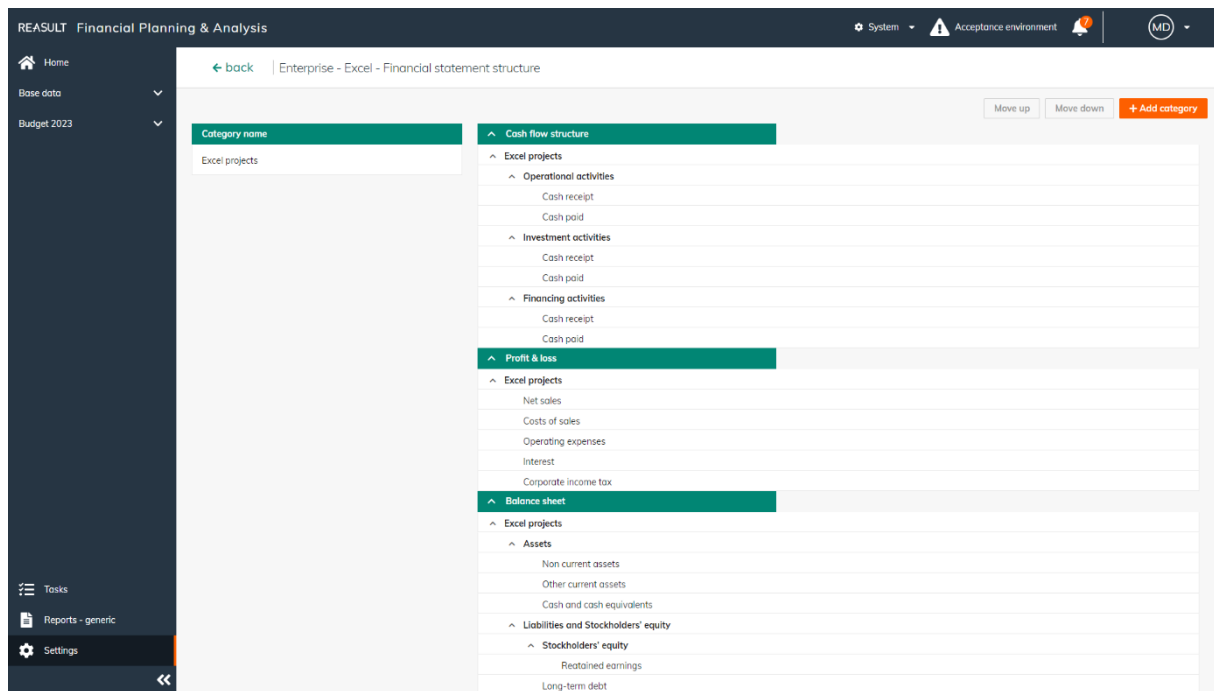 REASULT Financial Planning & Analysis
System
Acceptance environment
7
MD
Home
Base data
Budget 2023
Tasks
Reports - generic
Settings
back
Enterprise - Excel - Financial statement structure
Move up
Move down
+ Add category
Category name
Excel projects
Cash flow structure
Excel projects
Operational activities
Cash receipt
Cash paid
Investment activities
Cash receipt
Cash paid
Financing activities
Cash receipt
Cash paid
Profit & loss
Excel projects
Net sales
Costs of sales
Operating expenses
Interest
Corporate income tax
Balance sheet
Excel projects
Assets
Non current assets
Other current assets
Cash and cash equivalents
Liabilities and Stockholders' equity
Stockholders' equity
Reatained earnings
Long-term debt